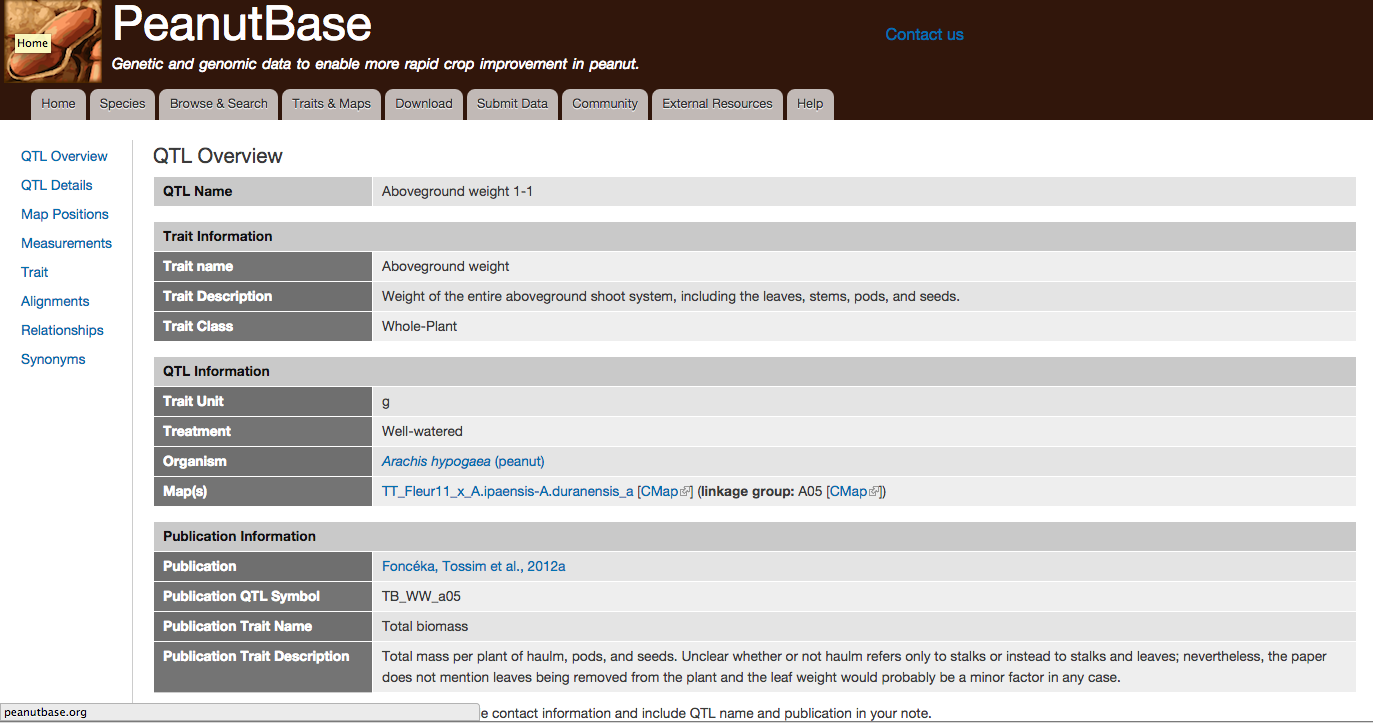 PeanutBase
Home
Contact us
Genetic and genomic data to enable more rapid crop improvement in peanut.
Home Species Browse & Search Traits & Maps Download Submit Data Community External Resources Help
QTL Overview
QTL Details
Map Positions
Measurements
Trait
Alignments
Relationships
Synonyms
QTL Overview
QTL Name Aboveground weight 1-1
Trait Information
Trait name Aboveground weight
Trait Description Weight of the entire aboveground shoot system, including the leaves, stems, pods, and seeds.
Trait Class Whole-Plant
QTL Information
Trait Unit g
Treatment Well-watered
Organism Arachis hypogaea (peanut)
Map(s) TT_Fleur11_x_A.ipaensis-A.duranensis_a [CMap] (linkage group: A05 [CMap])
Publication Information
Publication Foncéka, Tossim et al., 2012a
Publication QTL Symbol TB_WW_a05
Publication Trait Name Total biomass
Publication Trait Description Total mass per plant of haulm, pods, and seeds. Unclear whether or not haulm refers only to stalks or instead to stalks and leaves; nevertheless, the paper
does not mention leaves being removed from the plant and the leaf weight would probably be a minor factor in any case.
peanutbase.org
e contact information and include QTL name and publication in your note.